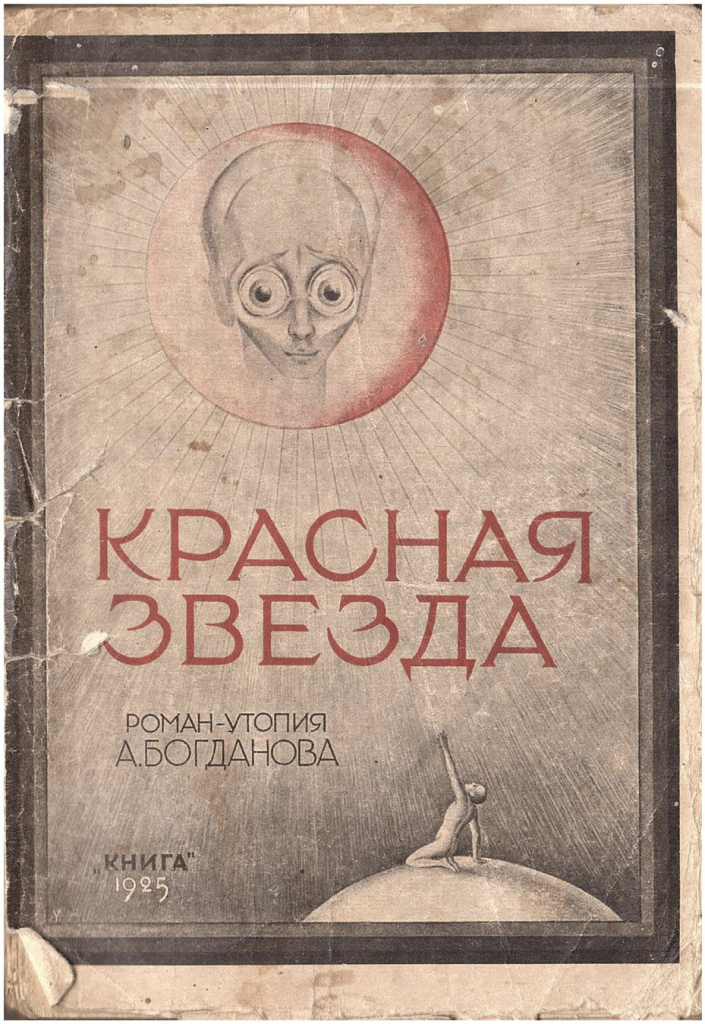 КРАСНАЯ
ЗВЕЗДА
РОМАН-УТОПИЯ
А.БОГДАНОВА
„КНИГА"
1925